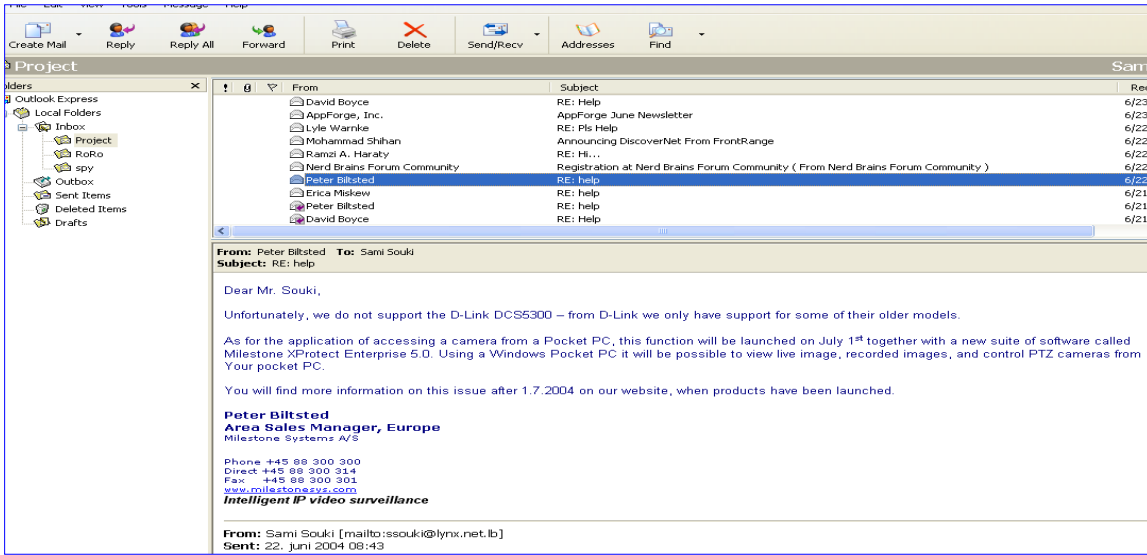 File Edit View Tools Message Help
Create Mail Reply Reply All Forward Print Delete Send/Recv Addresses Find
Project Sam
olders ×
Outlook Express
Local Folders
Inbox
Project
RoRo
spy
Outbox
Sent Items
Deleted Items
Drafts
! From Subject Rec
David Boyce RE: Help 6/23
AppForge, Inc. AppForge June Newsletter 6/23
Lyle Warnke RE: Pls Help 6/22
Mohammad Shihan Announcing DiscoverNet From FrontRange 6/22
Ramzi A. Haraty RE: Hi... 6/22
Nerd Brains Forum Community Registration at Nerd Brains Forum Community ( From Nerd Brains Forum Community ) 6/22
Peter Biltsted RE: help 6/22
Erica Miskew RE: help 6/21
Peter Biltsted RE: help 6/21
David Boyce RE: Help 6/21
From: Peter Biltsted To: Sami Souki
Subject: RE: help
Dear Mr. Souki,
Unfortunately, we do not support the D-Link DCS5300 – from D-Link we only have support for some of their older models.
As for the application of accessing a camera from a Pocket PC, this function will be launched on July 1st together with a new suite of software called
Milestone XProtect Enterprise 5.0. Using a Windows Pocket PC it will be possible to view live image, recorded images, and control PTZ cameras from
Your pocket PC.
You will find more information on this issue after 1.7.2004 on our website, when products have been launched.
Peter Biltsted
Area Sales Manager, Europe
Milestone Systems A/S
Phone +45 88 300 300
Direct +45 88 300 314
Fax +45 88 300 301
www.milestonesys.com
Intelligent IP video surveillance
From: Sami Souki [mailto:ssouki@lynx.net.lb]
Sent: 22. juni 2004 08:43